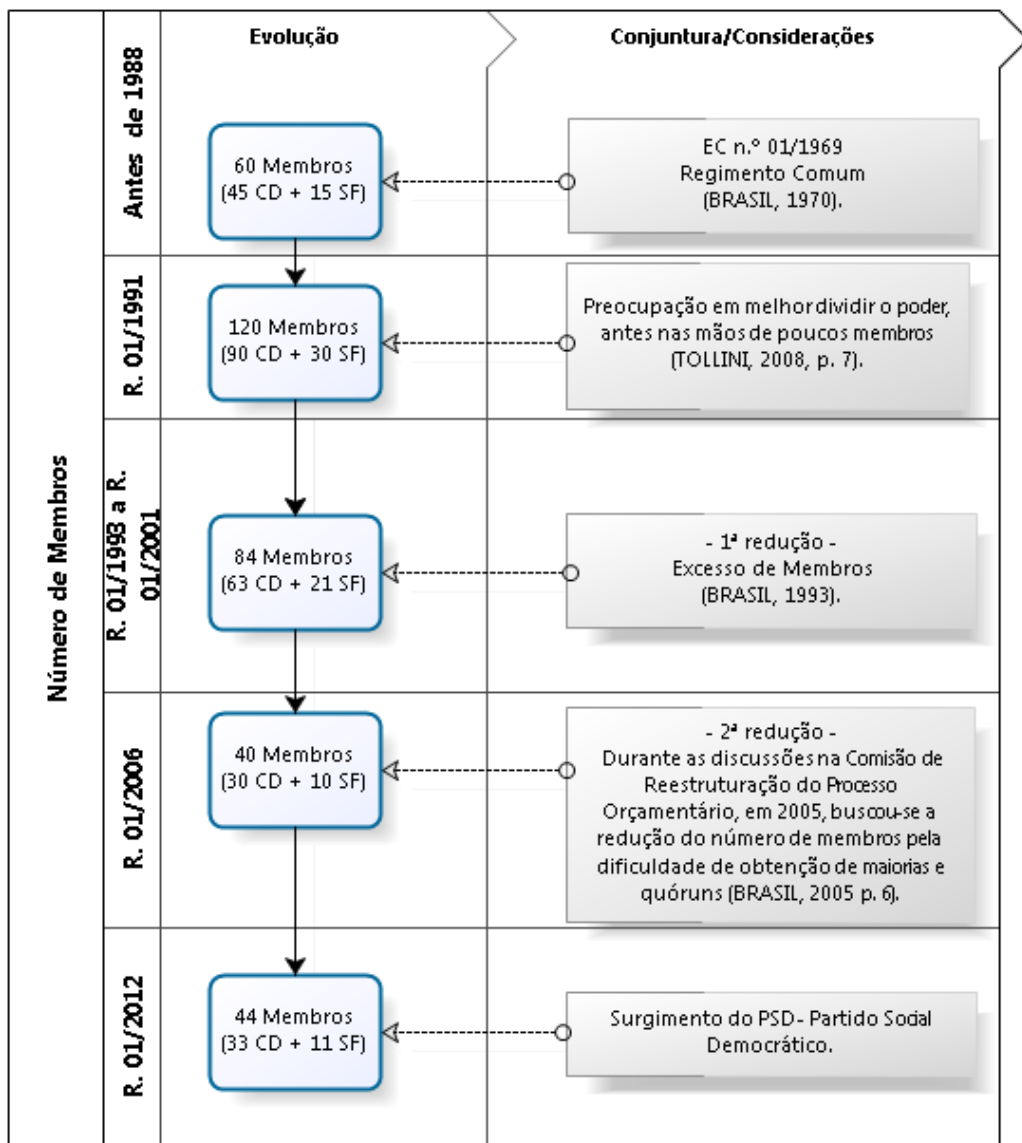 Evolução
Conjuntura/Considerações
Número de Membros
Antes de 1988
60 Membros
(45 CD + 15 SF)
EC n.º 01/1969
Regimento Comum
(BRASIL, 1970).
R. 01/1991
120 Membros
(90 CD + 30 SF)
Preocupação em melhor dividir o poder,
antes nas mãos de poucos membros
(TOLLINI, 2008, p. 7).
R. 01/1993 a R.
01/2001
84 Membros
(63 CD + 21 SF)
- 1ª redução -
Excesso de Membros
(BRASIL, 1993).
R. 01/2006
40 Membros
(30 CD + 10 SF)
- 2ª redução -
Durante as discussões na Comisão de
Reestruturação do Processo
Orçamentário, em 2005, buscou-se a
redução do número de membros pela
dificuldade de obtenção de maiorias e
quóruns (BRASIL, 2005 p. 6).
R. 01/2012
44 Membros
(33 CD + 11 SF)
Surgimento do PSD- Partido Social
Democrático.